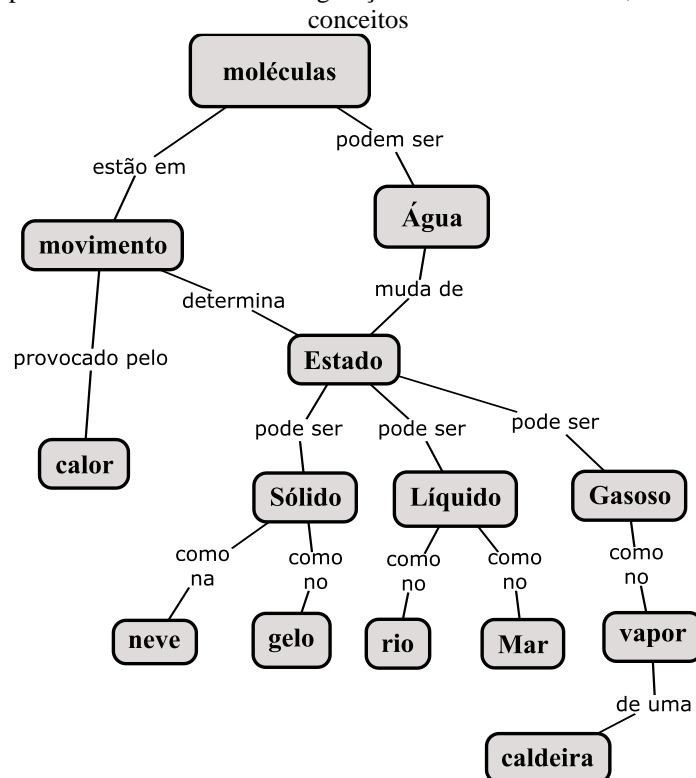 conceitos
moléculas
podem ser
estão em
Água
movimento
muda de
determina
Estado
provocado pelo
pode ser
pode ser
pode ser
calor
Sólido
Líquido
Gasoso
como
na
como
no
como
no
como
no
como
no
neve
gelo
rio
Mar
vapor
de uma
caldeira